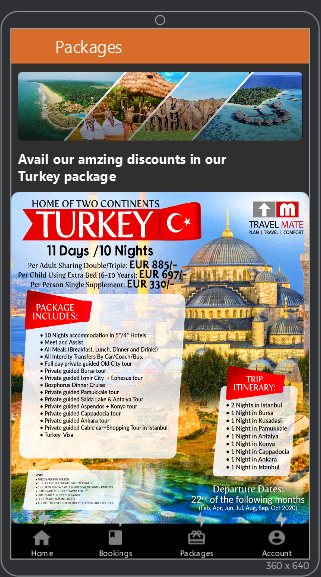 Packages
Avail our amzing discounts in our
Turkey package
HOME OF TWO CONTINENTS
TURKEY
TRAVEL MATE
PLAN | TRAVEL | COMFORT
11 Days /10 Nights
Per Adult Sharing Double/Triple: EUR 885/-
Per Child Using Extra Bed (6-10 Years): EUR 697/-
Per Person Single Supplement: EUR 330/-
PACKAGE
INCLUDES:
• 10 Nights accommodation in 5*/4* Hotels
• Meet and Assist
• All Meals (Breakfast, Lunch, Dinner and Drinks)
• All Intercity Transfers By Car/Coach/Bus.
• Full day private guided Old City tour
• Private guided Bursa tour
• Private guided Izmir City + Ephesus tour
• Bosphorus Dinner Cruise
• Private guided Pamukkale tour
• Private guided Salda Lake & Antalya Tour
• Private guided Aspendos + Konya tour
• Private guided Cappadocia tour
• Private guided Ankara tour
• Private guided Cable car+Shopping Tour in Istanbul
• Turkey Visa
TRIP
ITINERARY:
• 2 Nights in Istanbul
• 1 Night in Bursa
• 1 Night in Kusadasi
• 1 Night in Pamukkale
• 1 Night in Antalya
• 1 Night in Konya
• 1 Night in Cappadocia
• 1 Night in Ankara
• 1 Night in Istanbul
Departure Dates:
22nd of the following months
(Feb, Apr, Jun, Jul, Aug, Sep, Oct 2020)
Home
Bookings
Packages
Account
360 x 640